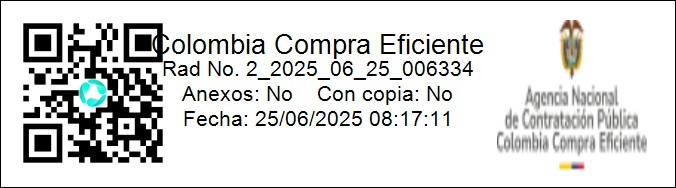 Colombia Compra Eficiente
Rad No. 2_2025_06_25_006334
Anexos: No Con copia: No
Fecha: 25/06/2025 08:17:11
Agencia Nacional
de Contratación Pública
Colombia Compra Eficiente